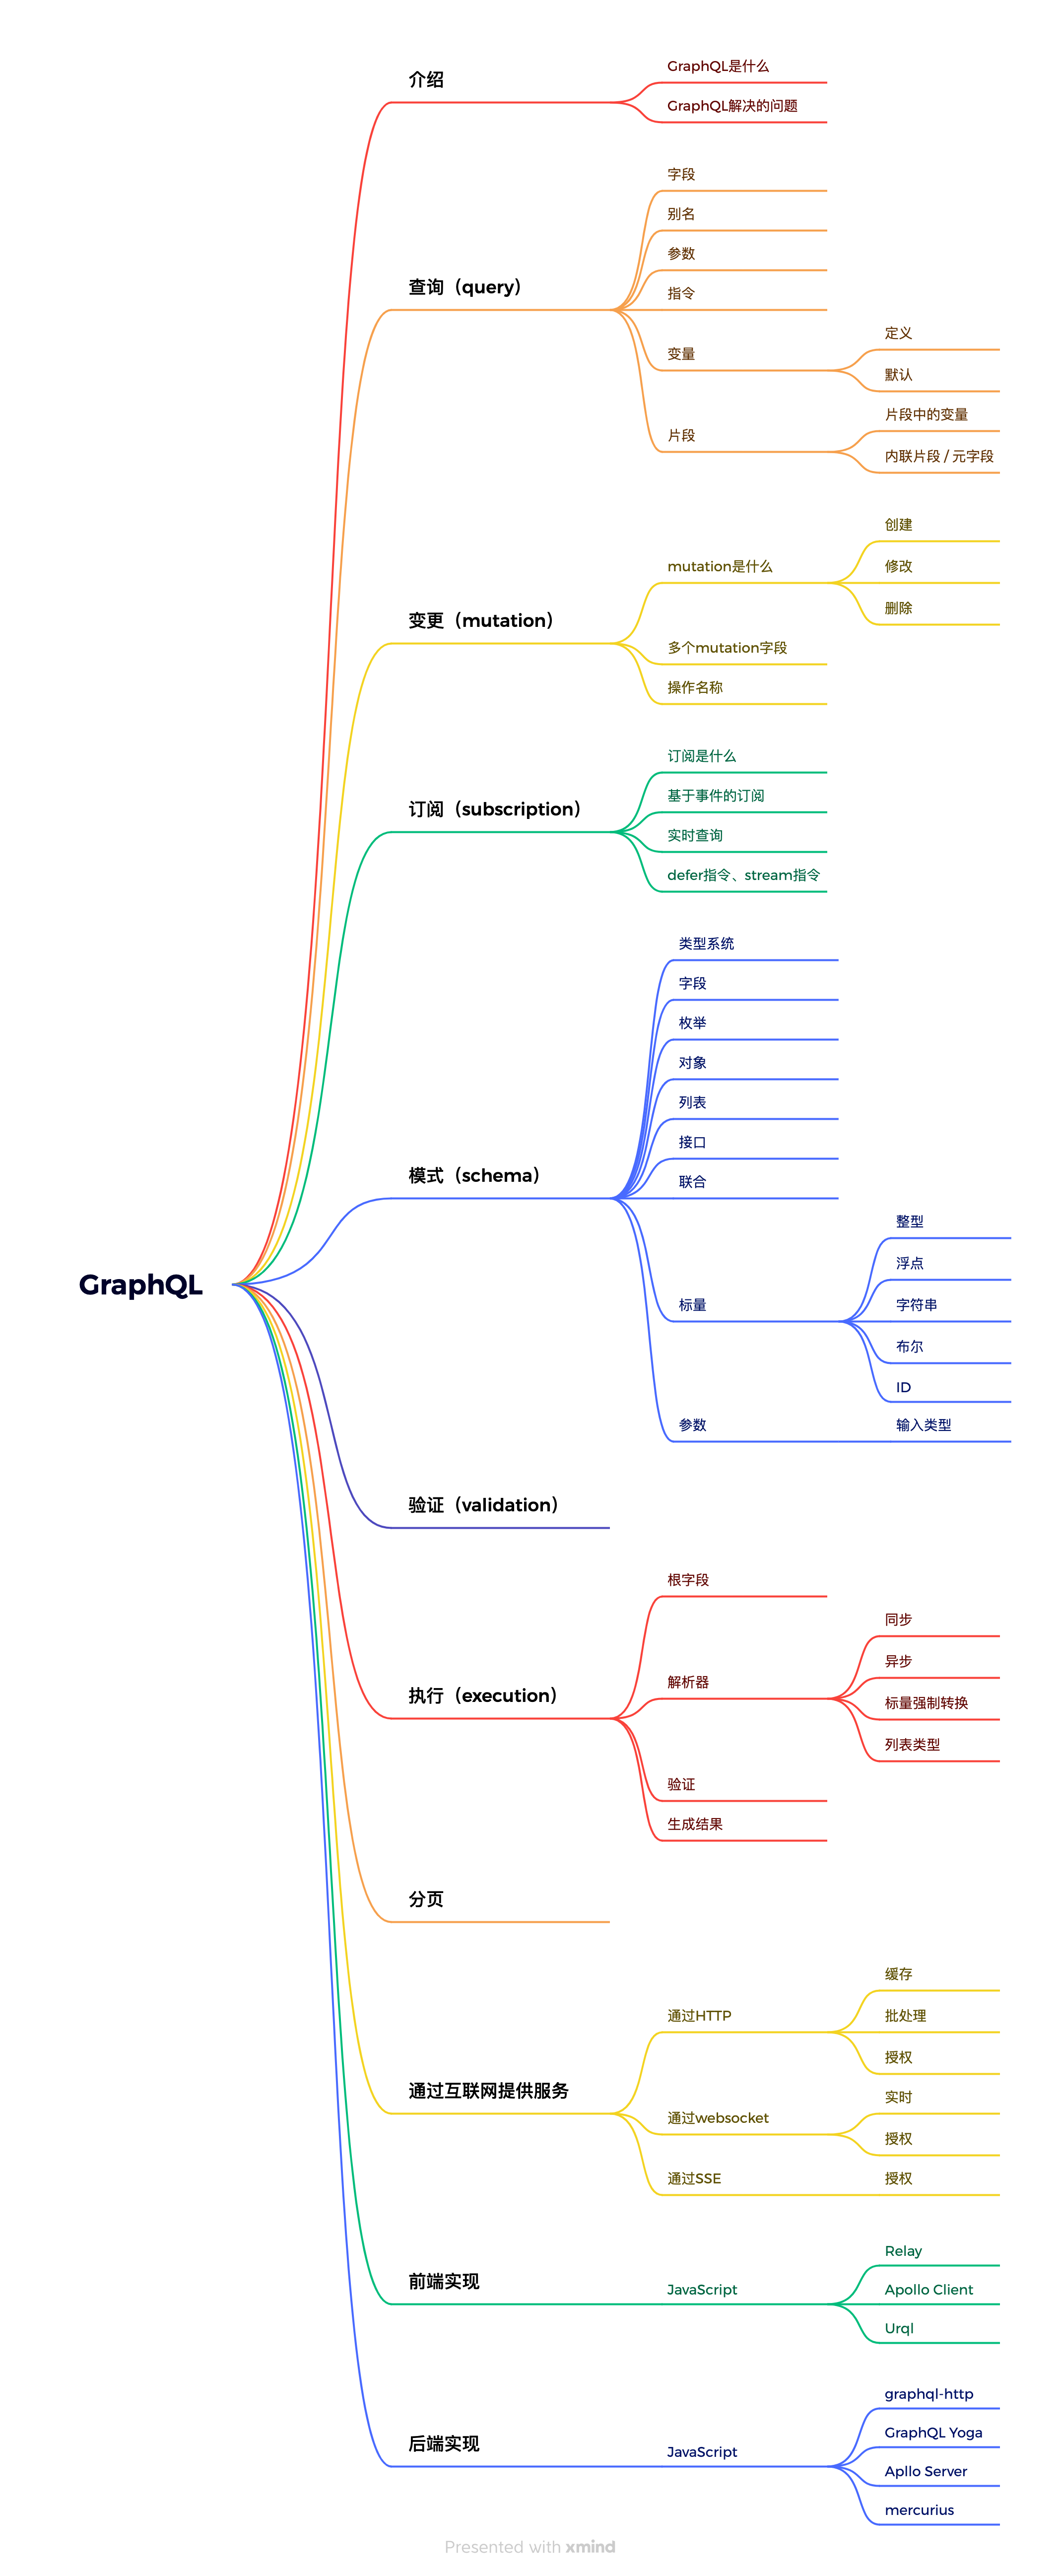 GraphQL
介绍
GraphQL是什么
GraphQL解决的问题
查询（query）
字段
别名
参数
指令
变量
定义
默认
片段
片段中的变量
内联片段 / 元字段
变更（mutation）
mutation是什么
创建
修改
删除
多个mutation字段
操作名称
订阅（subscription）
订阅是什么
基于事件的订阅
实时查询
defer指令、stream指令
模式（schema）
类型系统
字段
枚举
对象
列表
接口
联合
标量
整型
浮点
字符串
布尔
ID
参数
输入类型
验证（validation）
执行（execution）
根字段
解析器
同步
异步
标量强制转换
列表类型
验证
生成结果
分页
通过互联网提供服务
通过HTTP
缓存
批处理
授权
通过websocket
实时
授权
通过SSE
授权
前端实现
JavaScript
Relay
Apollo Client
Urql
后端实现
JavaScript
graphql-http
GraphQL Yoga
Apllo Server
mercurius
Presented with xmind